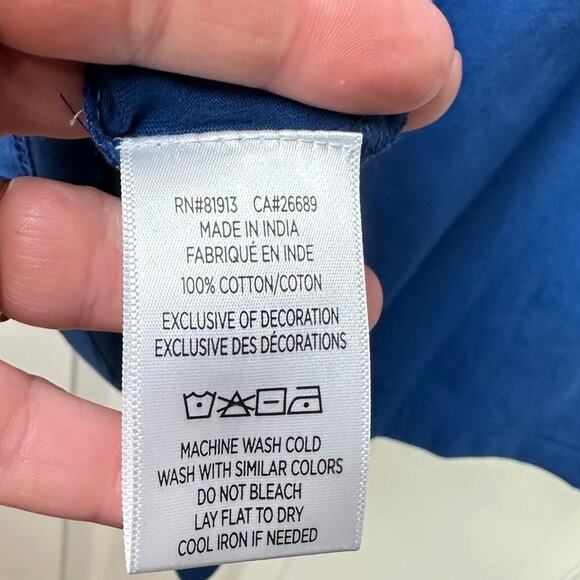 RN#81913 CA#26689
MADE IN INDIA
FABRIQUÉ EN INDE
100% COTTON/COTON
EXCLUSIVE OF DECORATION
EXCLUSIVE DES DÉCORATIONS
MACHINE WASH COLD
WASH WITH SIMILAR COLORS
DO NOT BLEACH
LAY FLAT TO DRY
COOL IRON IF NEEDED